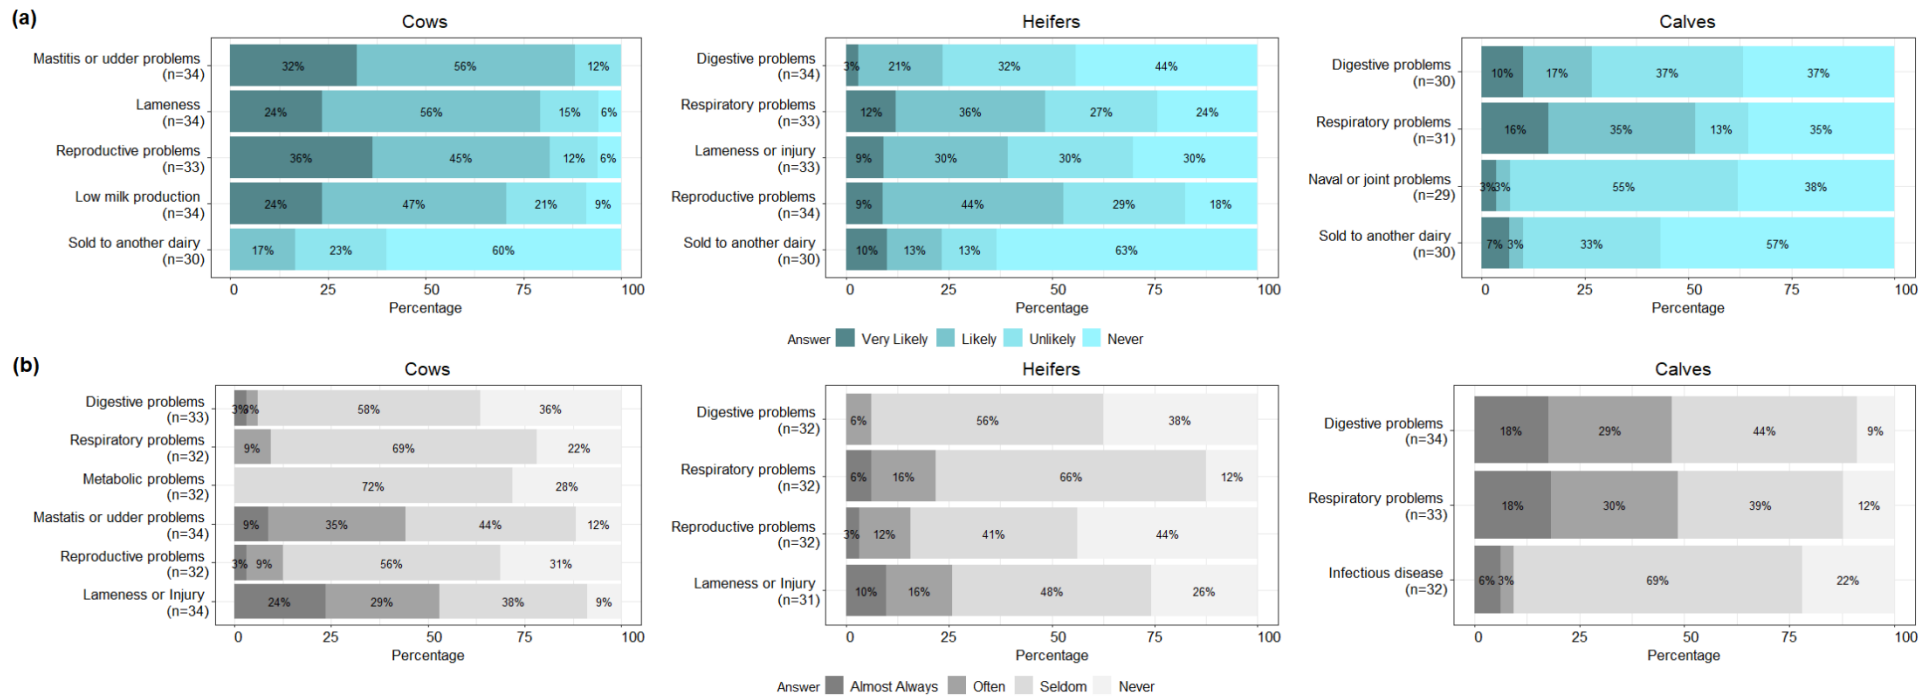 (a)
Cows
Mastitis or udder problems
(n=34)
32% 56% 12%
Lameness
(n=34)
24% 56% 15% 6%
Reproductive problems
(n=33)
36% 45% 12% 6%
Low milk production
(n=34)
24% 47% 21% 9%
Sold to another dairy
(n=30)
17% 23% 60%
0 25 50 75 100
Percentage
Heifers
Digestive problems
(n=34)
3% 21% 32% 44%
Respiratory problems
(n=33)
12% 36% 27% 24%
Lameness or injury
(n=33)
9% 30% 30% 30%
Reproductive problems
(n=34)
9% 44% 29% 18%
Sold to another dairy
(n=30)
10% 13% 13% 63%
0 25 50 75 100
Percentage
Calves
Digestive problems
(n=30)
10% 17% 37% 37%
Respiratory problems
(n=31)
16% 35% 13% 35%
Naval or joint problems
(n=29)
3% 3% 55% 38%
Sold to another dairy
(n=30)
7% 3% 33% 57%
0 25 50 75 100
Percentage
Answer Very Likely Likely Unlikely Never
(b)
Cows
Digestive problems
(n=33)
3% 3% 58% 36%
Respiratory problems
(n=32)
9% 69% 22%
Metabolic problems
(n=32)
72% 28%
Mastatis or udder problems
(n=34)
9% 35% 44% 12%
Reproductive problems
(n=32)
3% 9% 56% 31%
Lameness or Injury
(n=34)
24% 29% 38% 9%
0 25 50 75 100
Percentage
Heifers
Digestive problems
(n=32)
6% 56% 38%
Respiratory problems
(n=32)
6% 16% 66% 12%
Reproductive problems
(n=32)
3% 12% 41% 44%
Lameness or Injury
(n=31)
10% 16% 48% 26%
0 25 50 75 100
Percentage
Calves
Digestive problems
(n=34)
18% 29% 44% 9%
Respiratory problems
(n=33)
18% 30% 39% 12%
Infectious disease
(n=32)
6% 3% 69% 22%
0 25 50 75 100
Percentage
Answer Almost Always Often Seldom Never